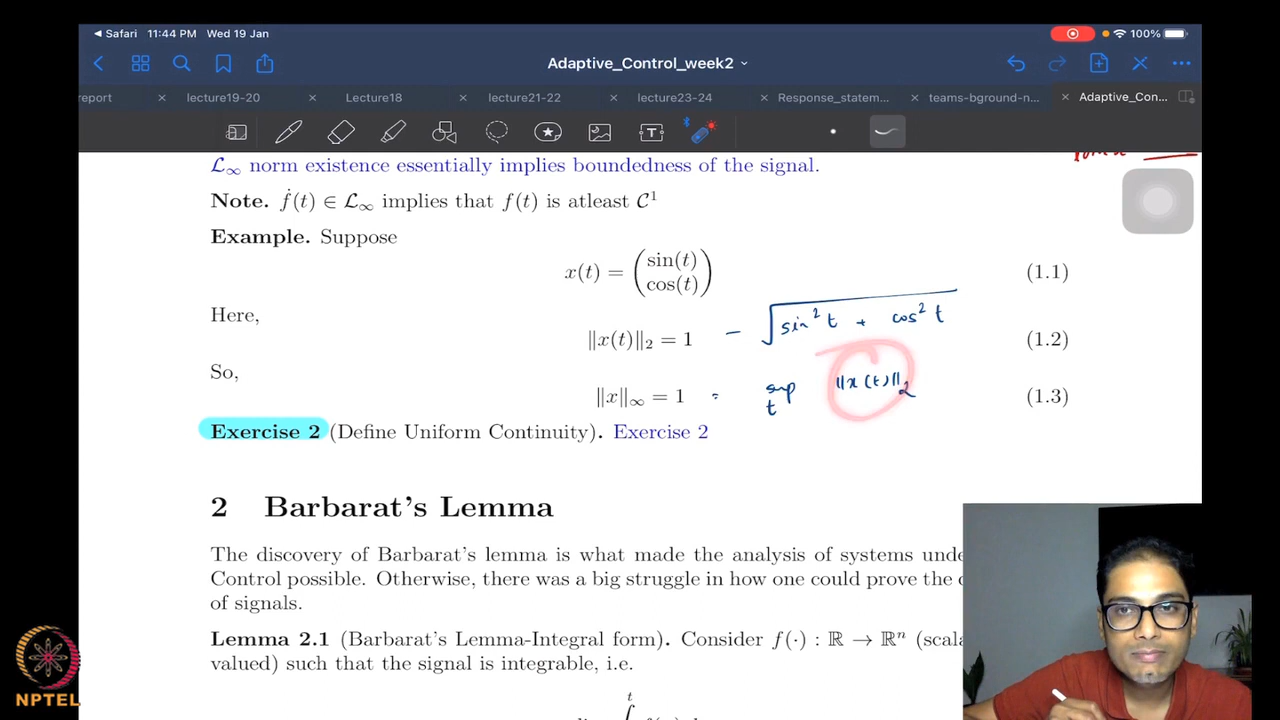 Safari 11:44 PM Wed 19 Jan 100%
Adaptive_Control_week2
report lecture19-20 Lecture18 lecture21-22 lecture23-24 Response_statem... teams-bground-n... Adaptive_Con...
L∞ norm existence essentially implies boundedness of the signal.
Note. ḟ(t) ∈ L∞ implies that f(t) is atleast C¹
Example. Suppose
x(t) = ( sin(t)
cos(t) ) (1.1)
Here,
‖x(t)‖₂ = 1 – √(sin² t + cos² t) (1.2)
So,
‖x‖∞ = 1 = sup t ‖x(t)‖₂ (1.3)
Exercise 2 (Define Uniform Continuity). Exercise 2
2 Barbarat's Lemma
The discovery of Barbarat's lemma is what made the analysis of systems unde
Control possible. Otherwise, there was a big struggle in how one could prove the c
of signals.
Lemma 2.1 (Barbarat's Lemma-Integral form). Consider f(·) : ℝ → ℝⁿ (scala
valued) such that the signal is integrable, i.e.
t
NPTEL